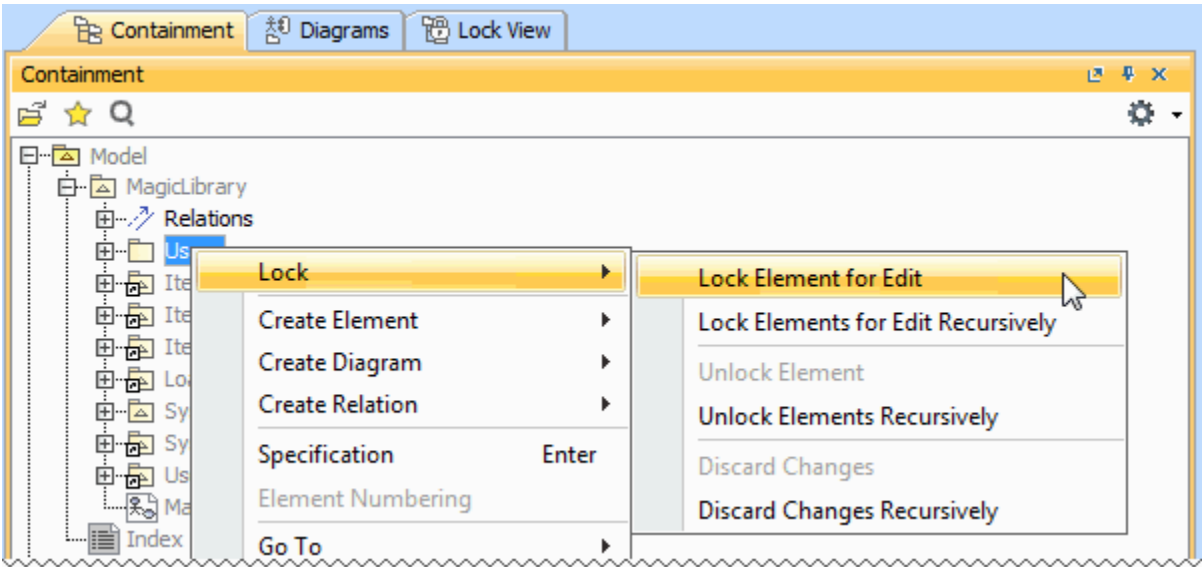 Containment Diagrams Lock View
Containment
Model
MagicLibrary
Relations
Lock
Create Element
Create Diagram
Create Relation
Specification Enter
Element Numbering
Go To
Lock Element for Edit
Lock Elements for Edit Recursively
Unlock Element
Unlock Elements Recursively
Discard Changes
Discard Changes Recursively
Index